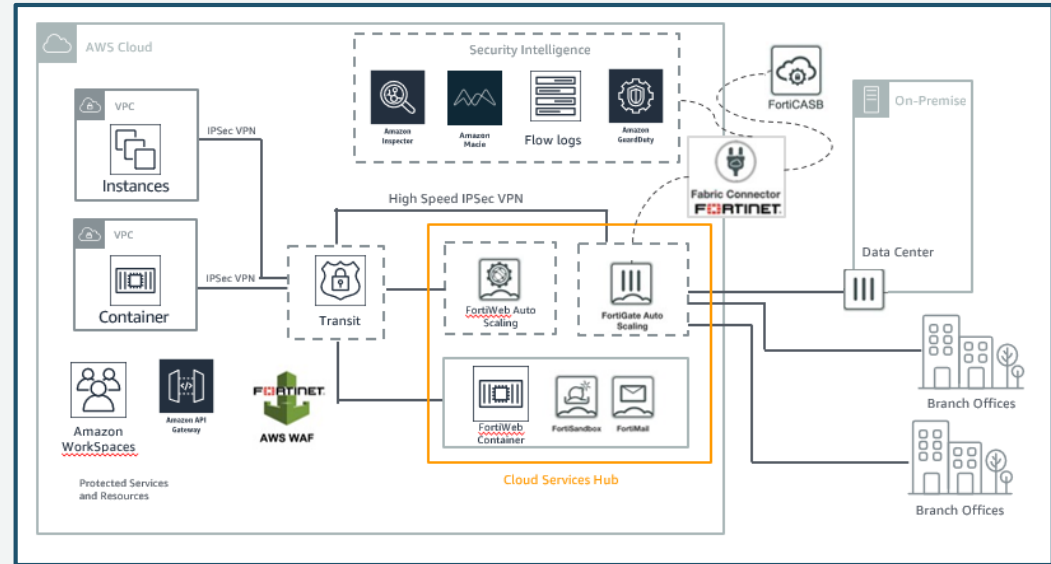 AWS Cloud
Security Intelligence
Amazon
Inspector
Amazon
Macie
Flow logs
Amazon
GuardDuty
FortiCASB
On-Premise
VPC
IPSec VPN
Instances
Fabric Connector
FORTINET.
High Speed IPSec VPN
VPC
IPSec VPN
Container
Transit
FortiWeb Auto
Scaling
FortiGate Auto
Scaling
Data Center
Branch Offices
Amazon
WorkSpaces
Amazon API
Gateway
FORTINET.
AWS WAF
FortiWeb
Container
FortiSandbox
FortiMail
Cloud Services Hub
Protected Services
and Resources
Branch Offices